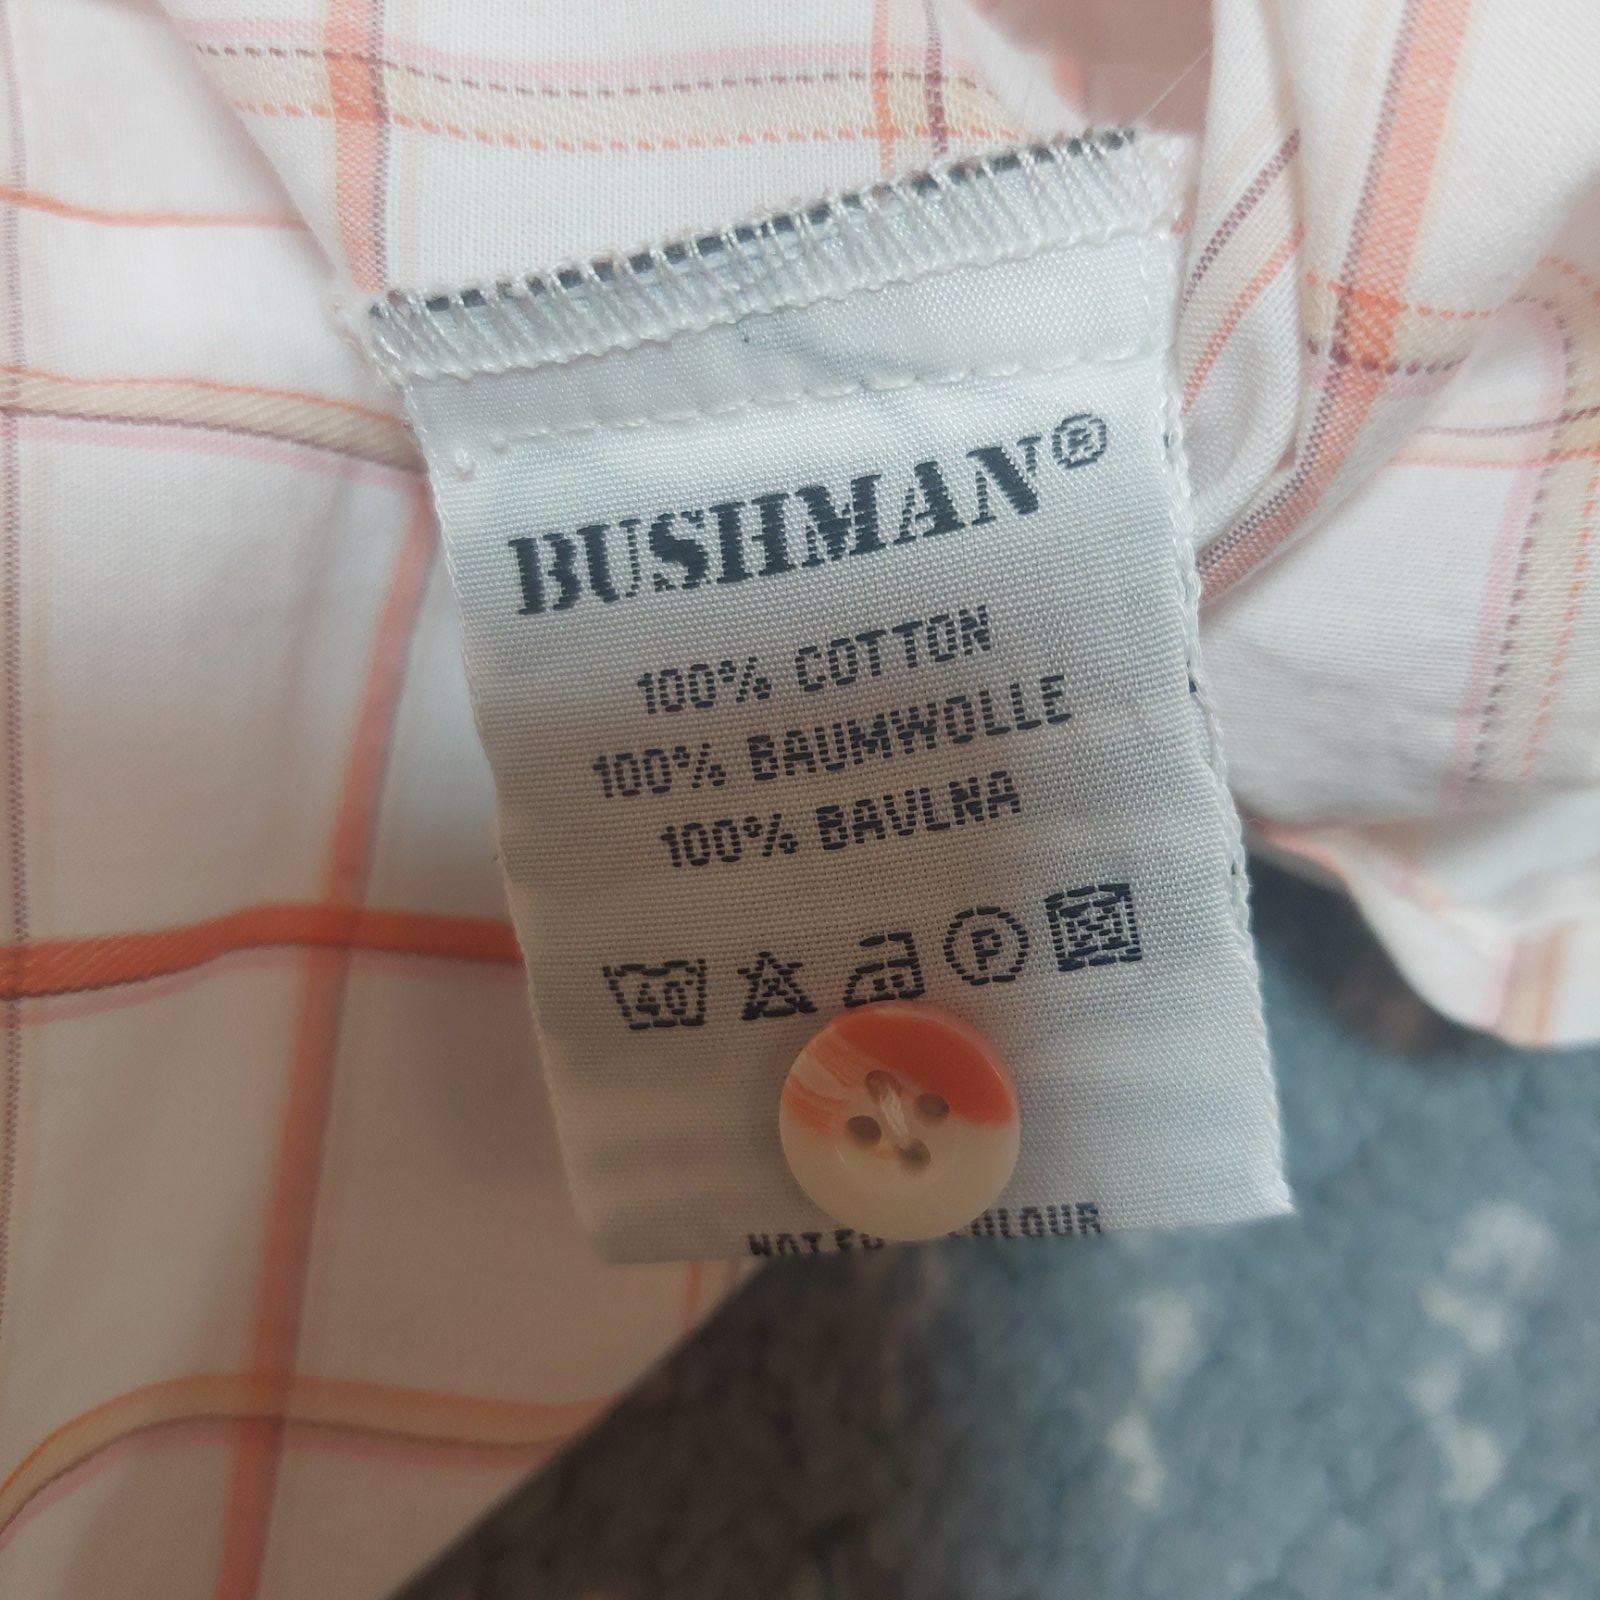 BUSHMAN®
100% COTTON
100% BAUMWOLLE
100% BAVLNA
40° P